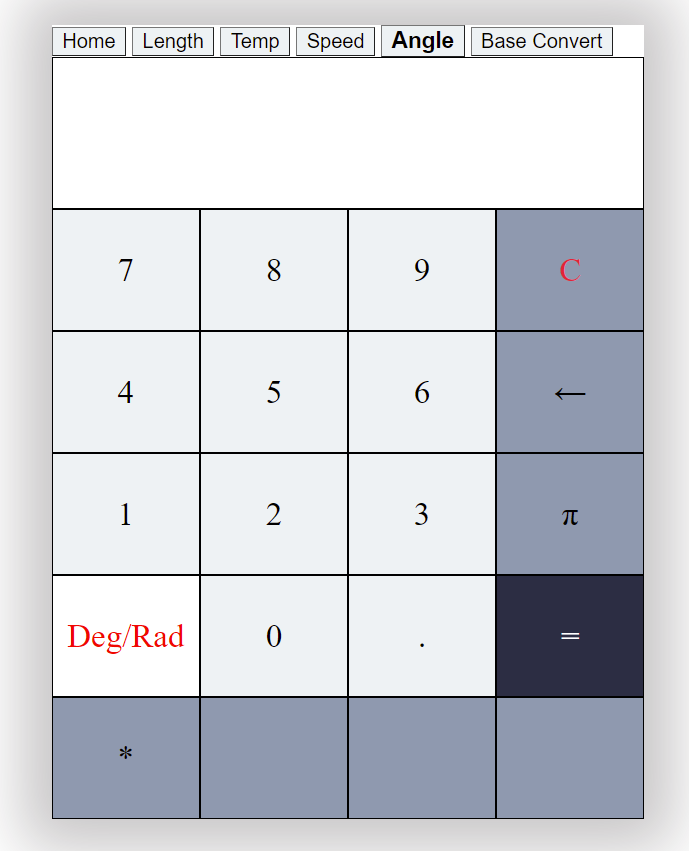 Home Length Temp Speed Angle Base Convert
7 8 9 C
4 5 6 ←
1 2 3 π
Deg/Rad 0 . =
*